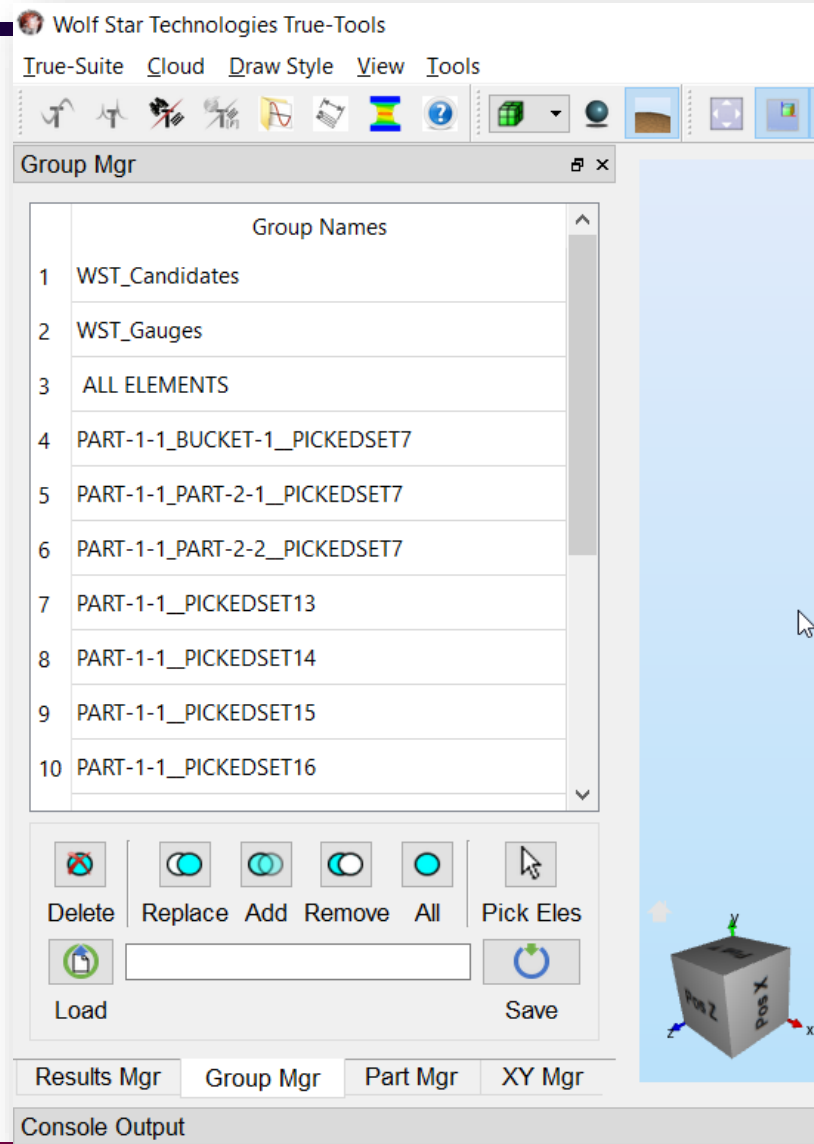 Wolf Star Technologies True-Tools
True-Suite Cloud Draw Style View Tools
Group Mgr
Group Names
1 WST_Candidates
2 WST_Gauges
3 ALL ELEMENTS
4 PART-1-1_BUCKET-1__PICKEDSET7
5 PART-1-1_PART-2-1__PICKEDSET7
6 PART-1-1_PART-2-2__PICKEDSET7
7 PART-1-1__PICKEDSET13
8 PART-1-1__PICKEDSET14
9 PART-1-1__PICKEDSET15
10 PART-1-1__PICKEDSET16
Delete Replace Add Remove All Pick Eles
Load Save
y
Pos Z Pos X
z x
Results Mgr Group Mgr Part Mgr XY Mgr
Console Output